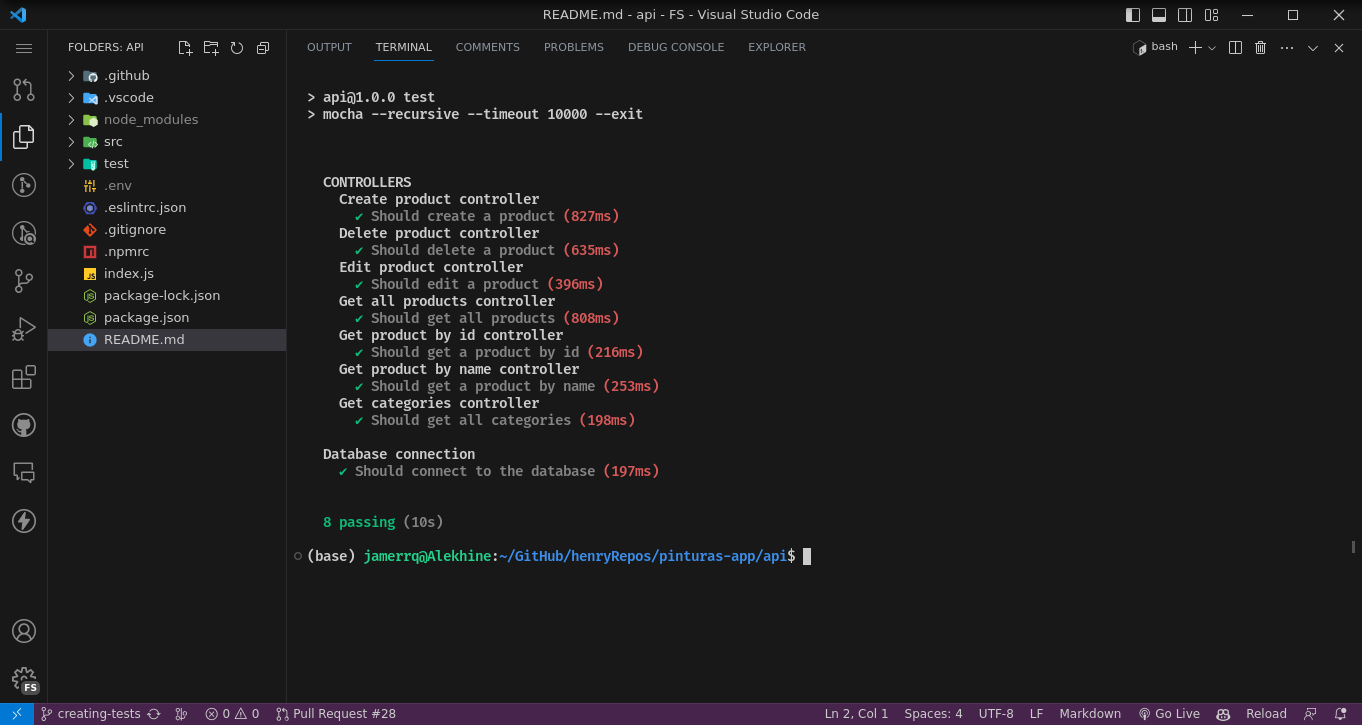 README.md - api - FS - Visual Studio Code
FOLDERS: API
.github
.vscode
node_modules
src
test
.env
.eslintrc.json
.gitignore
.npmrc
index.js
package-lock.json
package.json
README.md
OUTPUT TERMINAL COMMENTS PROBLEMS DEBUG CONSOLE EXPLORER bash
> api@1.0.0 test
> mocha --recursive --timeout 10000 --exit
CONTROLLERS
Create product controller
✔ Should create a product (827ms)
Delete product controller
✔ Should delete a product (635ms)
Edit product controller
✔ Should edit a product (396ms)
Get all products controller
✔ Should get all products (808ms)
Get product by id controller
✔ Should get a product by id (216ms)
Get product by name controller
✔ Should get a product by name (253ms)
Get categories controller
✔ Should get all categories (198ms)
Database connection
✔ Should connect to the database (197ms)
8 passing (10s)
(base) jamerrq@Alekhine:~/GitHub/henryRepos/pinturas-app/api$
FS
creating-tests 0 0 Pull Request #28 Ln 2, Col 1 Spaces: 4 UTF-8 LF Markdown Go Live Reload